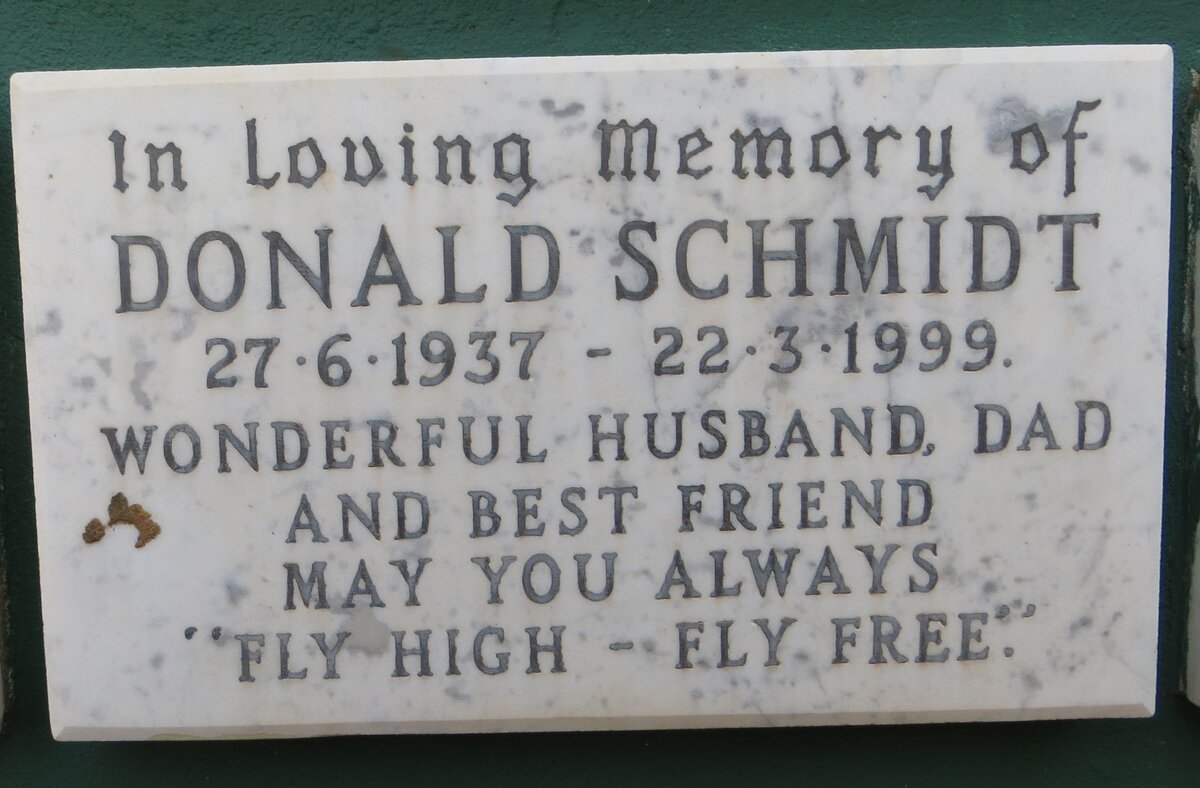 In Loving Memory of
DONALD SCHMIDT
27·6·1937 - 22·3·1999.
WONDERFUL HUSBAND, DAD
AND BEST FRIEND
MAY YOU ALWAYS
"FLY HIGH - FLY FREE."